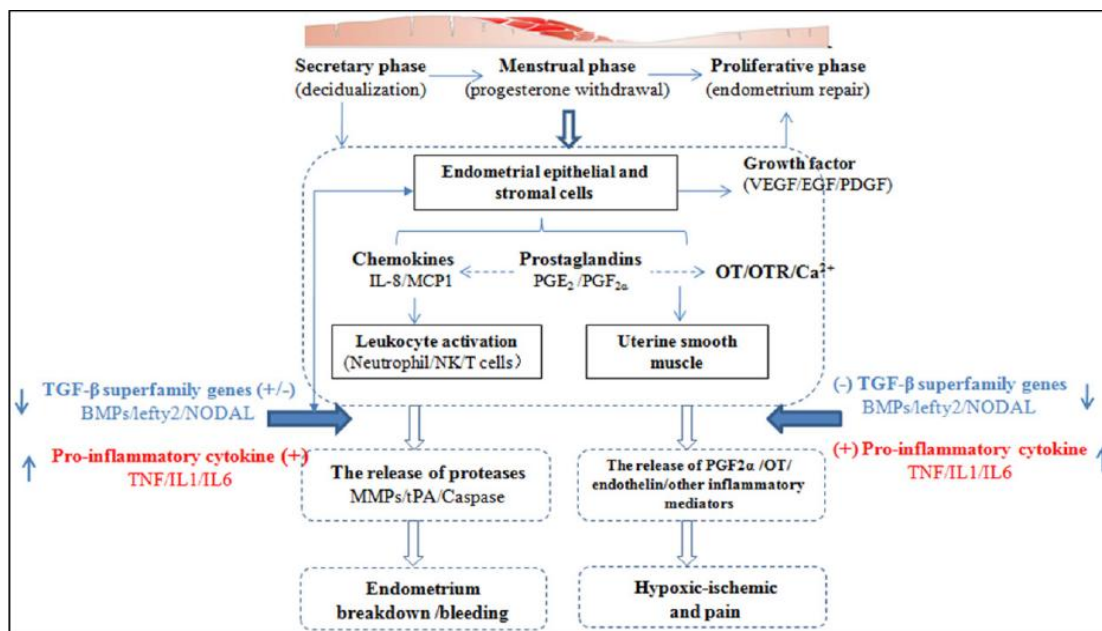 Secretary phase
(decidualization)
Menstrual phase
(progesterone withdrawal)
Proliferative phase
(endometrium repair)
Endometrial epithelial and
stromal cells
Growth factor
(VEGF/EGF/PDGF)
Chemokines
IL-8/MCP1
Prostaglandins
PGE₂ /PGF₂α
OT/OTR/Ca²⁺
Leukocyte activation
(Neutrophil/NK/T cells）
Uterine smooth
muscle
TGF-β superfamily genes (+/-)
BMPs/lefty2/NODAL
Pro-inflammatory cytokine (+)
TNF/IL1/IL6
(-) TGF-β superfamily genes
BMPs/lefty2/NODAL
(+) Pro-inflammatory cytokine
TNF/IL1/IL6
The release of proteases
MMPs/tPA/Caspase
The release of PGF2α /OT/
endothelin/other inflammatory
mediators
Endometrium
breakdown /bleeding
Hypoxic-ischemic
and pain